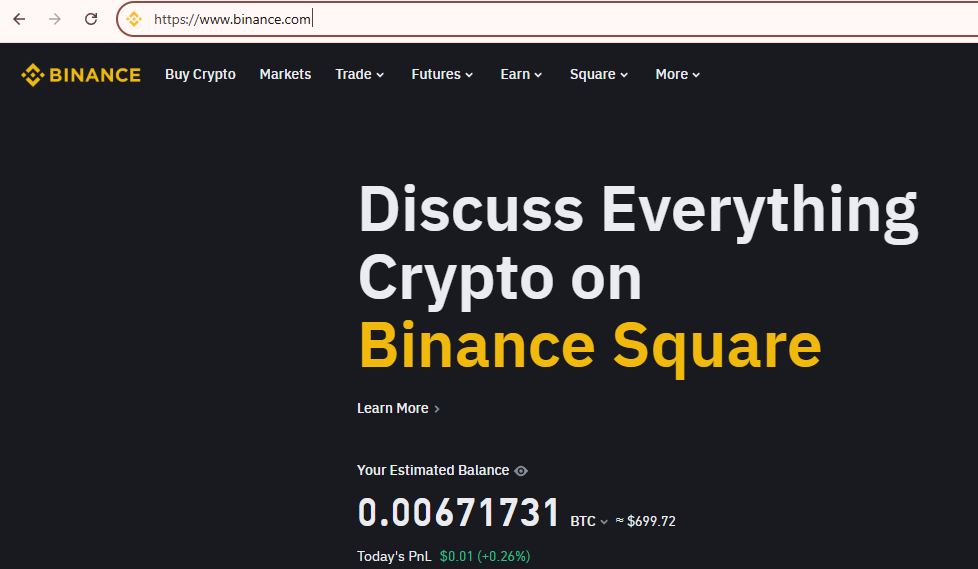 https://www.binance.com
BINANCE Buy Crypto Markets Trade Futures Earn Square More
Discuss Everything
Crypto on
Binance Square
Learn More
Your Estimated Balance
0.00671731 BTC ≈ $699.72
Today's PnL $0.01 (+0.26%)